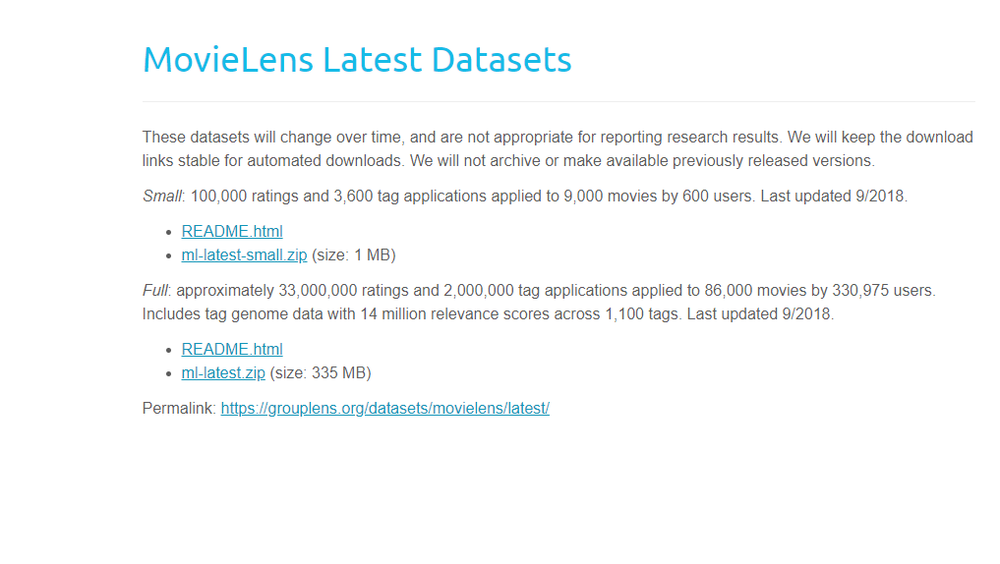 MovieLens Latest Datasets
These datasets will change over time, and are not appropriate for reporting research results. We will keep the download
links stable for automated downloads. We will not archive or make available previously released versions.
Small: 100,000 ratings and 3,600 tag applications applied to 9,000 movies by 600 users. Last updated 9/2018.
• README.html
• ml-latest-small.zip (size: 1 MB)
Full: approximately 33,000,000 ratings and 2,000,000 tag applications applied to 86,000 movies by 330,975 users.
Includes tag genome data with 14 million relevance scores across 1,100 tags. Last updated 9/2018.
• README.html
• ml-latest.zip (size: 335 MB)
Permalink: https://grouplens.org/datasets/movielens/latest/